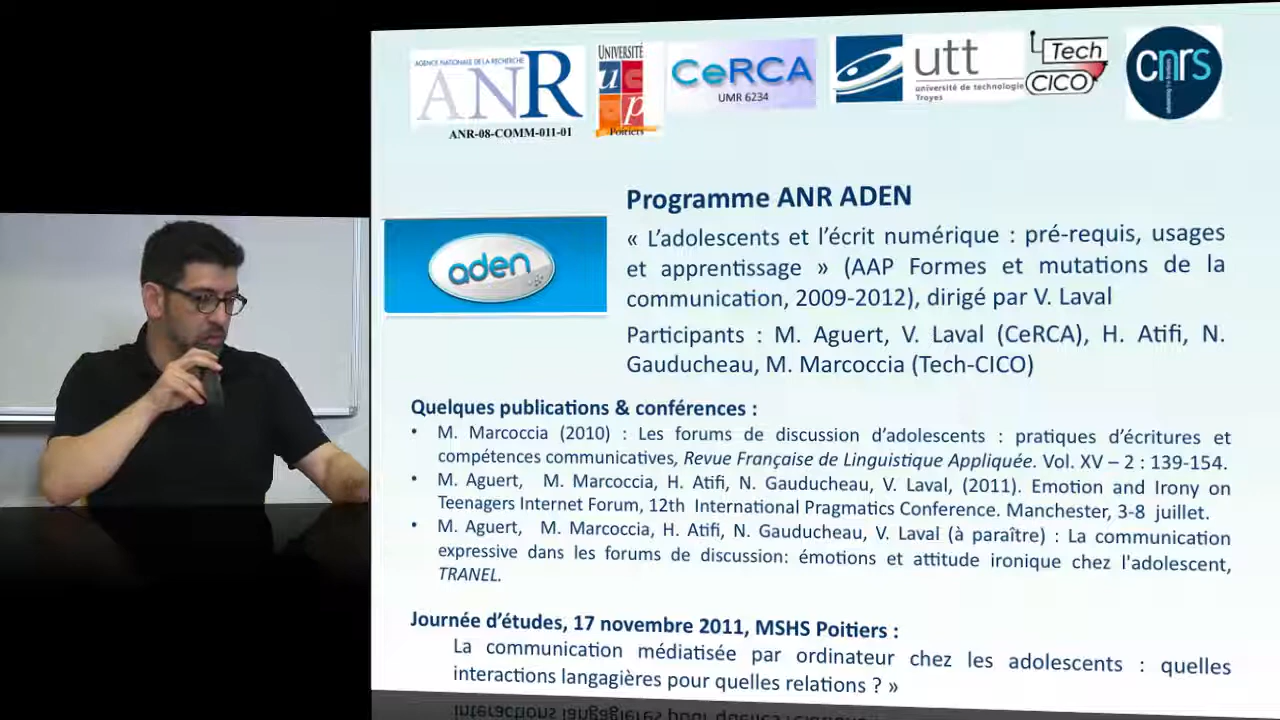 AGENCE NATIONALE DE LA RECHERCHE
ANR
ANR-08-COMM-011-01
UNIVERSITÉ
Poitiers
CeRCA
UMR 6234
utt
université de technologie
Troyes
Tech
CICO
cnrs
aden
Programme ANR ADEN
« L'adolescents et l'écrit numérique : pré-requis, usages
et apprentissage » (AAP Formes et mutations de la
communication, 2009-2012), dirigé par V. Laval
Participants : M. Aguert, V. Laval (CeRCA), H. Atifi, N.
Gauducheau, M. Marcoccia (Tech-CICO)
Quelques publications & conférences :
• M. Marcoccia (2010) : Les forums de discussion d'adolescents : pratiques d'écritures et
compétences communicatives, Revue Française de Linguistique Appliquée. Vol. XV – 2 : 139-154.
• M. Aguert, M. Marcoccia, H. Atifi, N. Gauducheau, V. Laval, (2011). Emotion and Irony on
Teenagers Internet Forum, 12th International Pragmatics Conference. Manchester, 3-8 juillet.
• M. Aguert, M. Marcoccia, H. Atifi, N. Gauducheau, V. Laval (à paraître) : La communication
expressive dans les forums de discussion: émotions et attitude ironique chez l'adolescent,
TRANEL.
Journée d'études, 17 novembre 2011, MSHS Poitiers :
La communication médiatisée par ordinateur chez les adolescents : quelles
interactions langagières pour quelles relations ? »